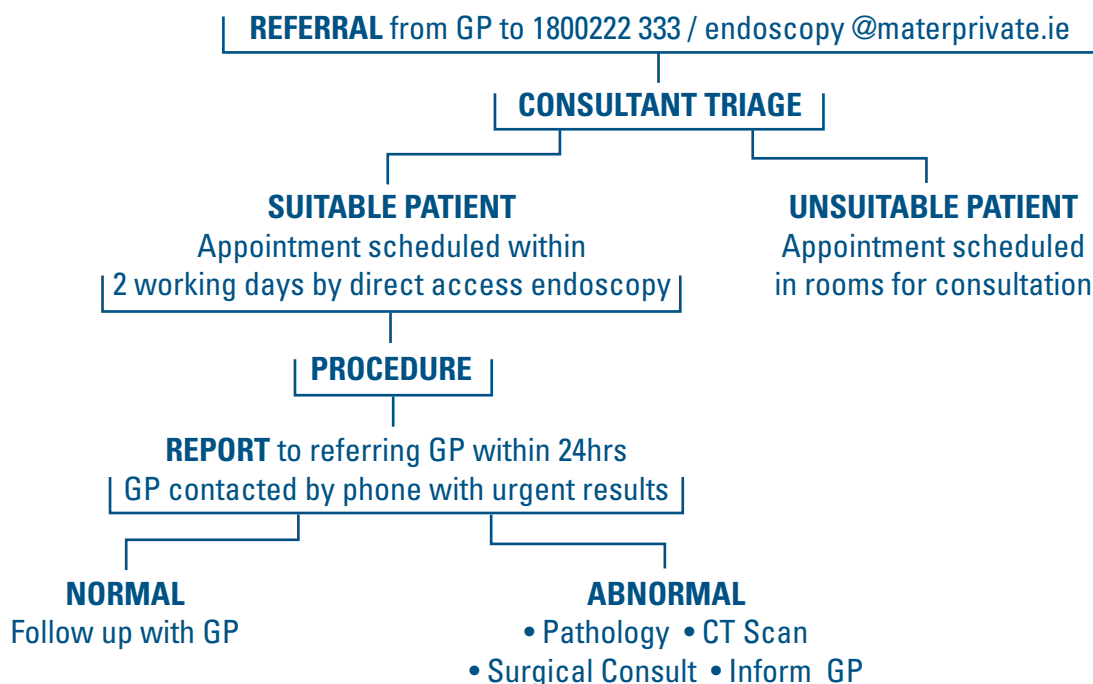 REFERRAL from GP to 1800222 333 / endoscopy @materprivate.ie
CONSULTANT TRIAGE
SUITABLE PATIENT
Appointment scheduled within
2 working days by direct access endoscopy
UNSUITABLE PATIENT
Appointment scheduled
in rooms for consultation
PROCEDURE
REPORT to referring GP within 24hrs
GP contacted by phone with urgent results
NORMAL
Follow up with GP
ABNORMAL
• Pathology • CT Scan
• Surgical Consult • Inform GP